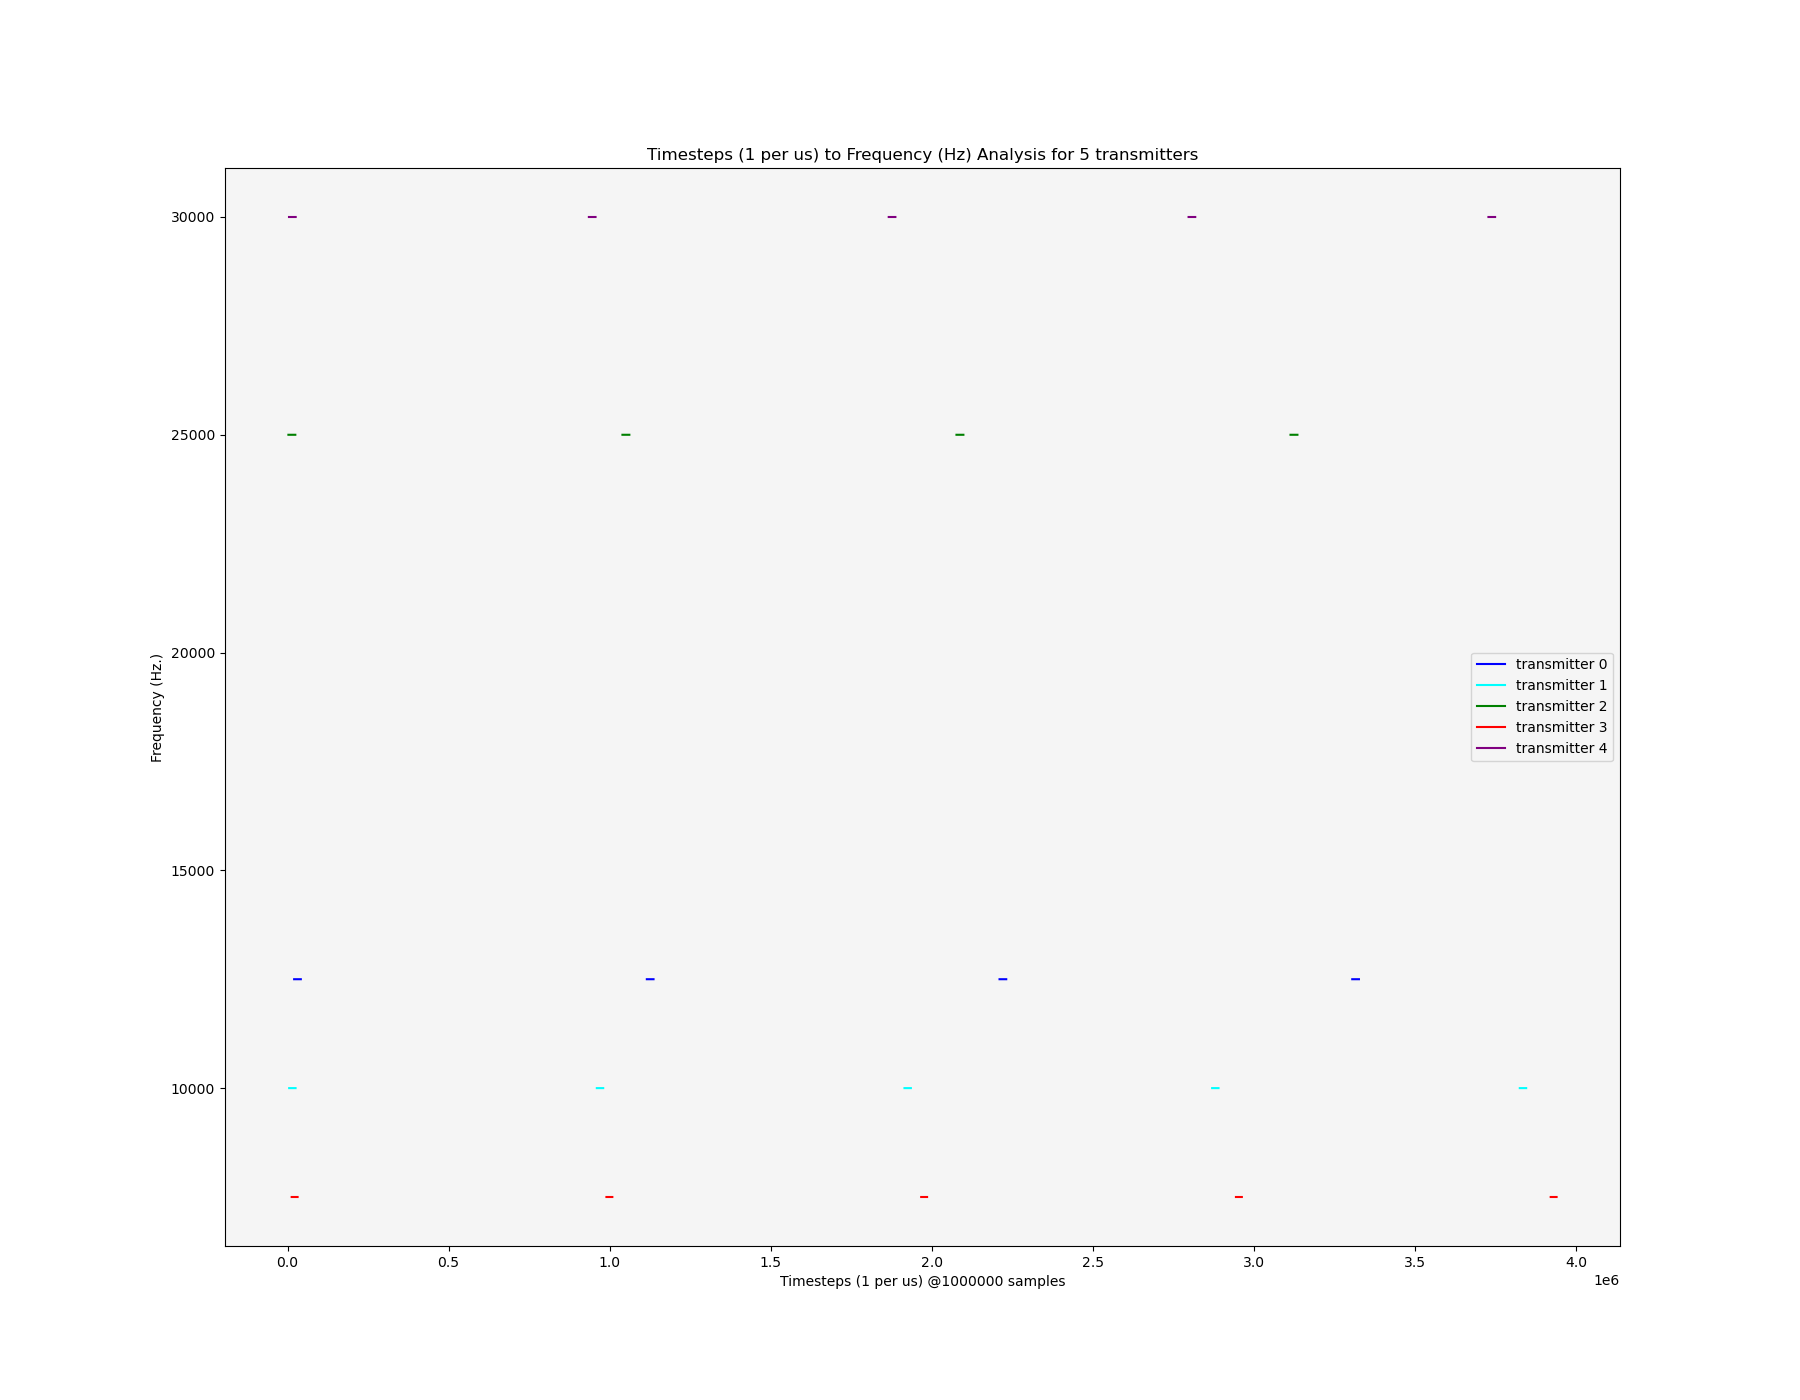 Timesteps (1 per us) to Frequency (Hz) Analysis for 5 transmitters
30000
25000
20000
15000
10000
Frequency (Hz.)
transmitter 0
transmitter 1
transmitter 2
transmitter 3
transmitter 4
0.0 0.5 1.0 1.5 2.0 2.5 3.0 3.5 4.0
1e6
Timesteps (1 per us) @1000000 samples